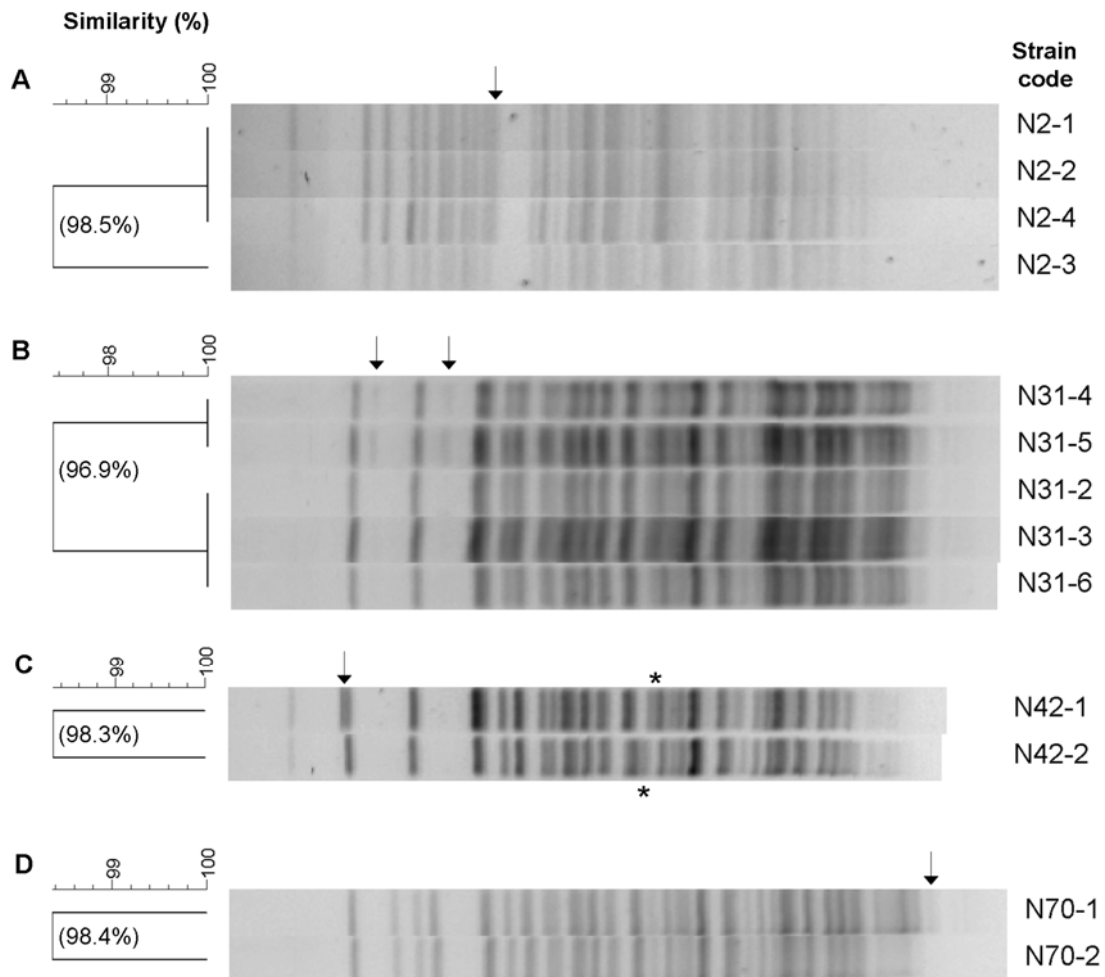 Similarity (%)
Strain
code
A
99
100
N2-1
N2-2
(98.5%)
N2-4
N2-3
B
98
100
N31-4
N31-5
(96.9%)
N31-2
N31-3
N31-6
C
99
100
*
N42-1
(98.3%)
N42-2
*
D
99
100
N70-1
(98.4%)
N70-2